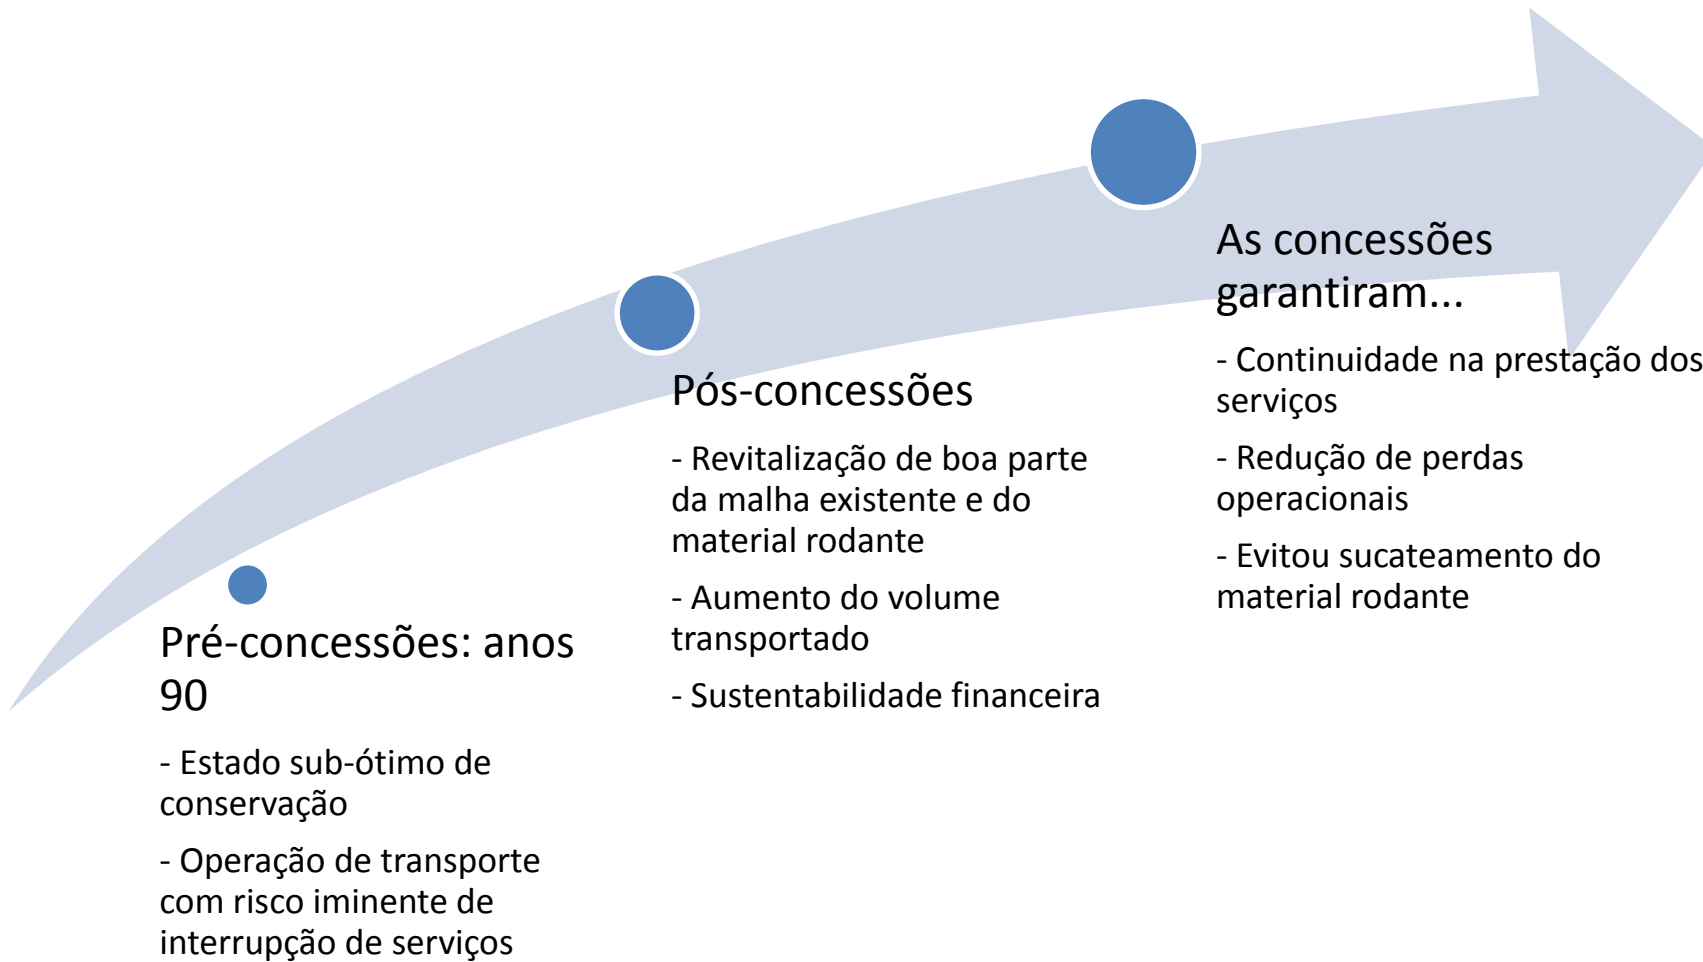 Pré-concessões: anos
90
- Estado sub-ótimo de
conservação
- Operação de transporte
com risco iminente de
interrupção de serviços
Pós-concessões
- Revitalização de boa parte
da malha existente e do
material rodante
- Aumento do volume
transportado
- Sustentabilidade financeira
As concessões
garantiram...
- Continuidade na prestação dos
serviços
- Redução de perdas
operacionais
- Evitou sucateamento do
material rodante